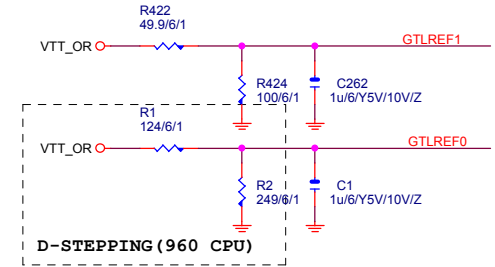 R422
49.9/6/1
VTT_OR
GTLREF1
R424
100/6/1
C262
1u/6/Y5V/10V/Z
R1
124/6/1
VTT_OR
GTLREF0
R2
249/6/1
C1
1u/6/Y5V/10V/Z
D-STEPPING(960 CPU)